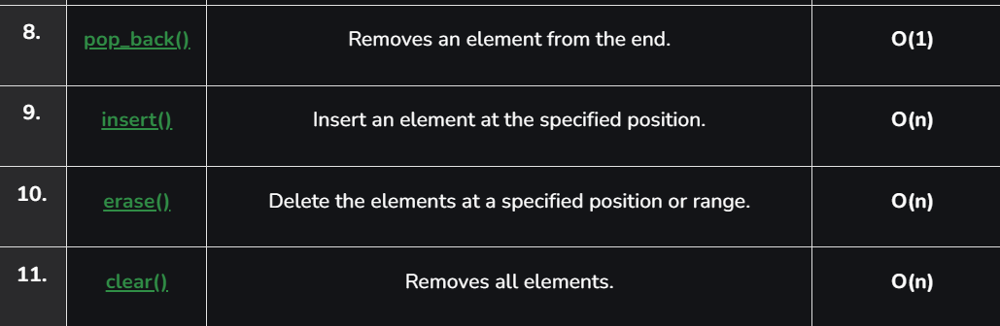 8. pop_back() Removes an element from the end. O(1)
9. insert() Insert an element at the specified position. O(n)
10. erase() Delete the elements at a specified position or range. O(n)
11. clear() Removes all elements. O(n)